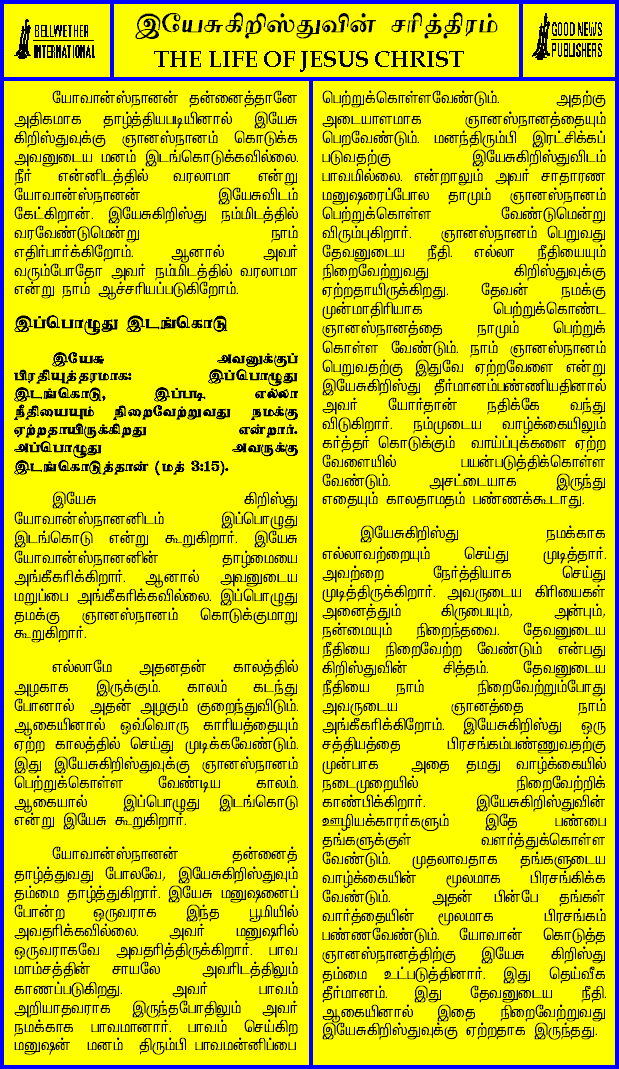 BELLWETHER
INTERNATIONAL
இயேசுகிறிஸ்துவின் சரித்திரம்
THE LIFE OF JESUS CHRIST
GOOD NEWS
PUBLISHERS
யோவான்ஸ்நானன் தன்னைத்தானே
அதிகமாக தாழ்த்தியபடியினால் இயேசு
கிறிஸ்துவுக்கு ஞானஸ்நானம் கொடுக்க
அவனுடைய மனம் இடங்கொடுக்கவில்லை.
நீர் என்னிடத்தில் வரலாமா என்று
யோவான்ஸ்நானன் இயேசுவிடம்
கேட்கிறான். இயேசுகிறிஸ்து நம்மிடத்தில்
வரவேண்டுமென்று நாம்
எதிர்பார்க்கிறோம். ஆனால் அவர்
வரும்போதோ அவர் நம்மிடத்தில் வரலாமா
என்று நாம் ஆச்சரியப்படுகிறோம்.
இப்பொழுது இடங்கொடு
இயேசு அவனுக்குப்
பிரதியுத்தரமாக: இப்பொழுது
இடங்கொடு, இப்படி எல்லா
நீதியையும் நிறைவேற்றுவது நமக்கு
ஏற்றதாயிருக்கிறது என்றார்.
அப்பொழுது அவருக்கு
இடங்கொடுத்தான் (மத் 3:15).
இயேசு கிறிஸ்து
யோவான்ஸ்நானனிடம் இப்பொழுது
இடங்கொடு என்று கூறுகிறார். இயேசு
யோவான்ஸ்நானனின் தாழ்மையை
அங்கீகரிக்கிறார். ஆனால் அவனுடைய
மறுப்பை அங்கீகரிக்கவில்லை. இப்பொழுது
தமக்கு ஞானஸ்நானம் கொடுக்குமாறு
கூறுகிறார்.
எல்லாமே அதனதன் காலத்தில்
அழகாக இருக்கும். காலம் கடந்து
போனால் அதன் அழகும் குறைந்துவிடும்.
ஆகையினால் ஒவ்வொரு காரியத்தையும்
ஏற்ற காலத்தில் செய்து முடிக்கவேண்டும்.
இது இயேசுகிறிஸ்துவுக்கு ஞானஸ்நானம்
பெற்றுக்கொள்ள வேண்டிய காலம்.
ஆகையால் இப்பொழுது இடங்கொடு
என்று இயேசு கூறுகிறார்.
யோவான்ஸ்நானன் தன்னைத்
தாழ்த்துவது போலவே, இயேசுகிறிஸ்துவும்
தம்மை தாழ்த்துகிறார். இயேசு மனுஷனைப்
போன்ற ஒருவராக இந்த பூமியில்
அவதரிக்கவில்லை. அவர் மனுஷரில்
ஒருவராகவே அவதரித்திருக்கிறார். பாவ
மாம்சத்தின் சாயலே அவரிடத்திலும்
காணப்படுகிறது. அவர் பாவம்
அறியாதவராக இருந்தபோதிலும் அவர்
நமக்காக பாவமானார். பாவம் செய்கிற
மனுஷன் மனம் திரும்பி பாவமன்னிப்பை
பெற்றுக்கொள்ளவேண்டும். அதற்கு
அடையாளமாக ஞானஸ்நானத்தையும்
பெறவேண்டும். மனந்திரும்பி இரட்சிக்கப்
படுவதற்கு இயேசுகிறிஸ்துவிடம்
பாவமில்லை. என்றாலும் அவர் சாதாரண
மனுஷரைப்போல தாமும் ஞானஸ்நானம்
பெற்றுக்கொள்ள வேண்டுமென்று
விரும்புகிறார். ஞானஸ்நானம் பெறுவது
தேவனுடைய நீதி. எல்லா நீதியையும்
நிறைவேற்றுவது கிறிஸ்துவுக்கு
ஏற்றதாயிருக்கிறது. தேவன் நமக்கு
முன்மாதிரியாக பெற்றுக்கொண்ட
ஞானஸ்நானத்தை நாமும் பெற்றுக்
கொள்ள வேண்டும். நாம் ஞானஸ்நானம்
பெறுவதற்கு இதுவே ஏற்றவேளை என்று
இயேசுகிறிஸ்து தீர்மானம்பண்ணியதினால்
அவர் யோர்தான் நதிக்கே வந்து
விடுகிறார். நம்முடைய வாழ்க்கையிலும்
கர்த்தர் கொடுக்கும் வாய்ப்புக்களை ஏற்ற
வேளையில் பயன்படுத்திக்கொள்ள
வேண்டும். அசட்டையாக இருந்து
எதையும் காலதாமதம் பண்ணக்கூடாது.
இயேசுகிறிஸ்து நமக்காக
எல்லாவற்றையும் செய்து முடித்தார்.
அவற்றை நேர்த்தியாக செய்து
முடித்திருக்கிறார். அவருடைய கிரியைகள்
அனைத்தும் கிருபையும், அன்பும்,
நன்மையும் நிறைந்தவை. தேவனுடைய
நீதியை நிறைவேற்ற வேண்டும் என்பது
கிறிஸ்துவின் சித்தம். தேவனுடைய
நீதியை நாம் நிறைவேற்றும்போது
அவருடைய ஞானத்தை நாம்
அங்கீகரிக்கிறோம். இயேசுகிறிஸ்து ஒரு
சத்தியத்தை பிரசங்கம்பண்ணுவதற்கு
முன்பாக அதை தமது வாழ்க்கையில்
நடைமுறையில் நிறைவேற்றிக்
காண்பிக்கிறார். இயேசுகிறிஸ்துவின்
ஊழியக்காரர்களும் இதே பண்பை
தங்களுக்குள் வளர்த்துக்கொள்ள
வேண்டும். முதலாவதாக தங்களுடைய
வாழ்க்கையின் மூலமாக பிரசங்கிக்க
வேண்டும். அதன் பின்பே தங்கள்
வார்த்தையின் மூலமாக பிரசங்கம்
பண்ணவேண்டும். யோவான் கொடுத்த
ஞானஸ்நானத்திற்கு இயேசு கிறிஸ்து
தம்மை உட்படுத்தினார். இது தெய்வீக
தீர்மானம். இது தேவனுடைய நீதி.
ஆகையினால் இதை நிறைவேற்றுவது
இயேசுகிறிஸ்துவுக்கு ஏற்றதாக இருந்தது.